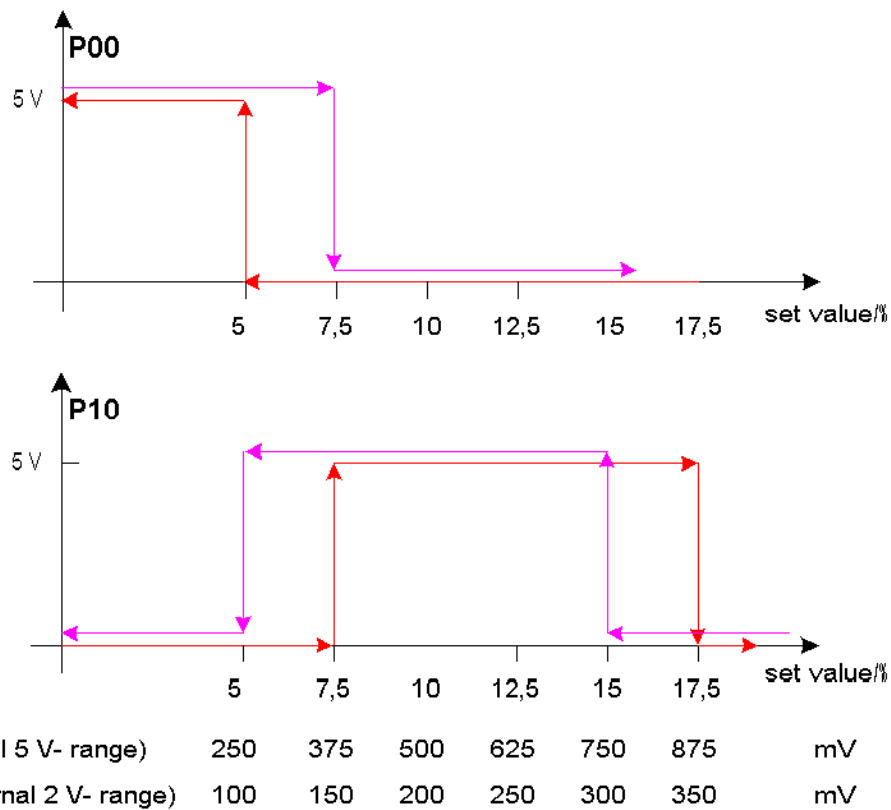 P00
5 V
5 7,5 10 12,5 15 17,5
set value/%
P10
5 V
5 7,5 10 12,5 15 17,5
set value/%
l 5 V- range) 250 375 500 625 750 875 mV
rnal 2 V- range) 100 150 200 250 300 350 mV